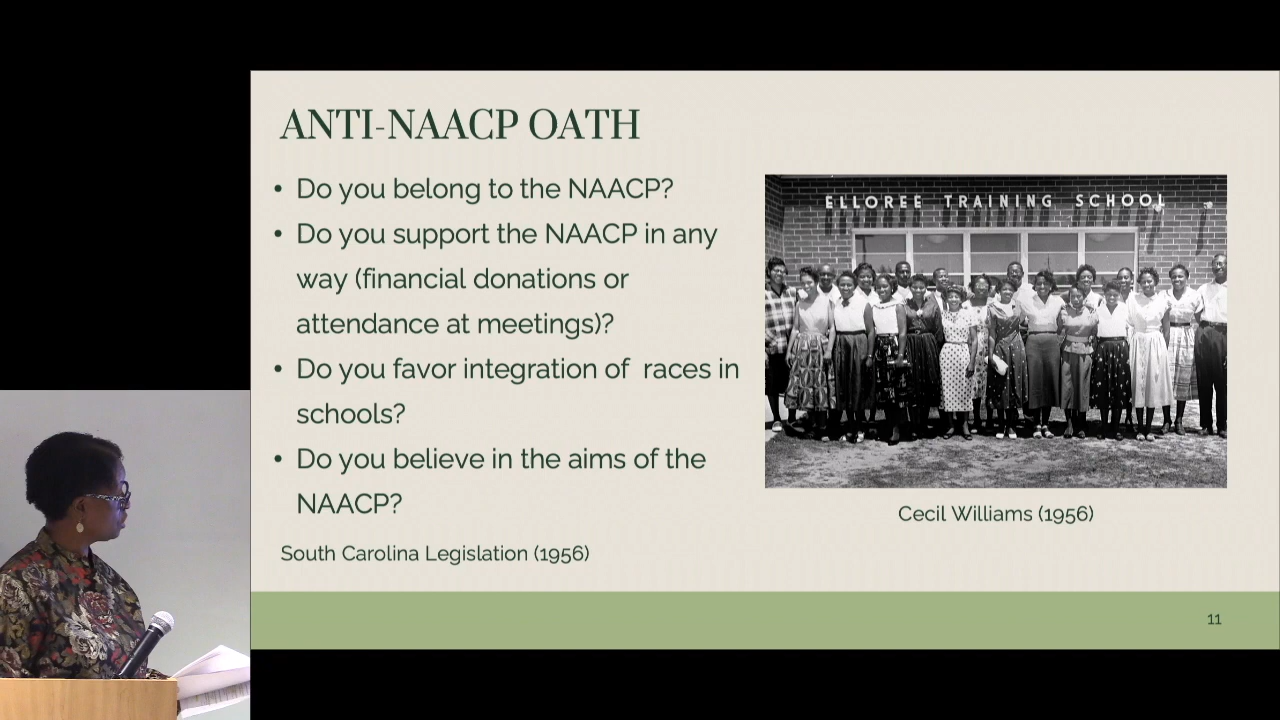 ANTI-NAACP OATH
• Do you belong to the NAACP?
• Do you support the NAACP in any
way (financial donations or
attendance at meetings)?
• Do you favor integration of  races in
schools?
• Do you believe in the aims of the
NAACP?
South Carolina Legislation (1956)
ELLOREE TRAINING SCHOOL
Cecil Williams (1956)
11